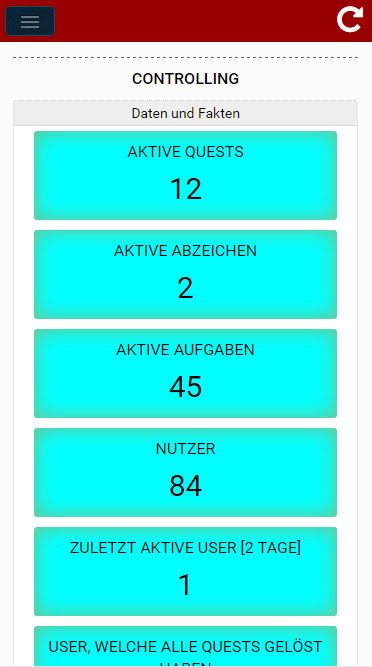 CONTROLLING
Daten und Fakten
AKTIVE QUESTS
12
AKTIVE ABZEICHEN
2
AKTIVE AUFGABEN
45
NUTZER
84
ZULETZT AKTIVE USER [2 TAGE]
1
USER, WELCHE ALLE QUESTS GELÖST
HABEN